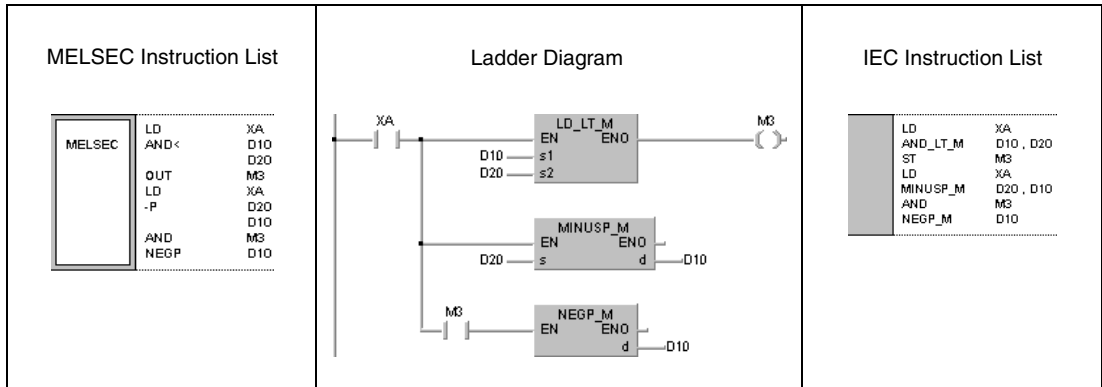 MELSEC Instruction List
Ladder Diagram
IEC Instruction List
MELSEC
LD XA
AND< D10
D20
OUT M3
LD XA
-P D20
D10
AND M3
NEGP D10
XA
LD_LT_M
EN ENO
D10 s1
D20 s2
M3
MINUSP_M
EN ENO
D20 s d D10
M3
NEGP_M
EN ENO
d D10
LD XA
AND_LT_M D10 , D20
ST M3
LD XA
MINUSP_M D20 , D10
AND M3
NEGP_M D10